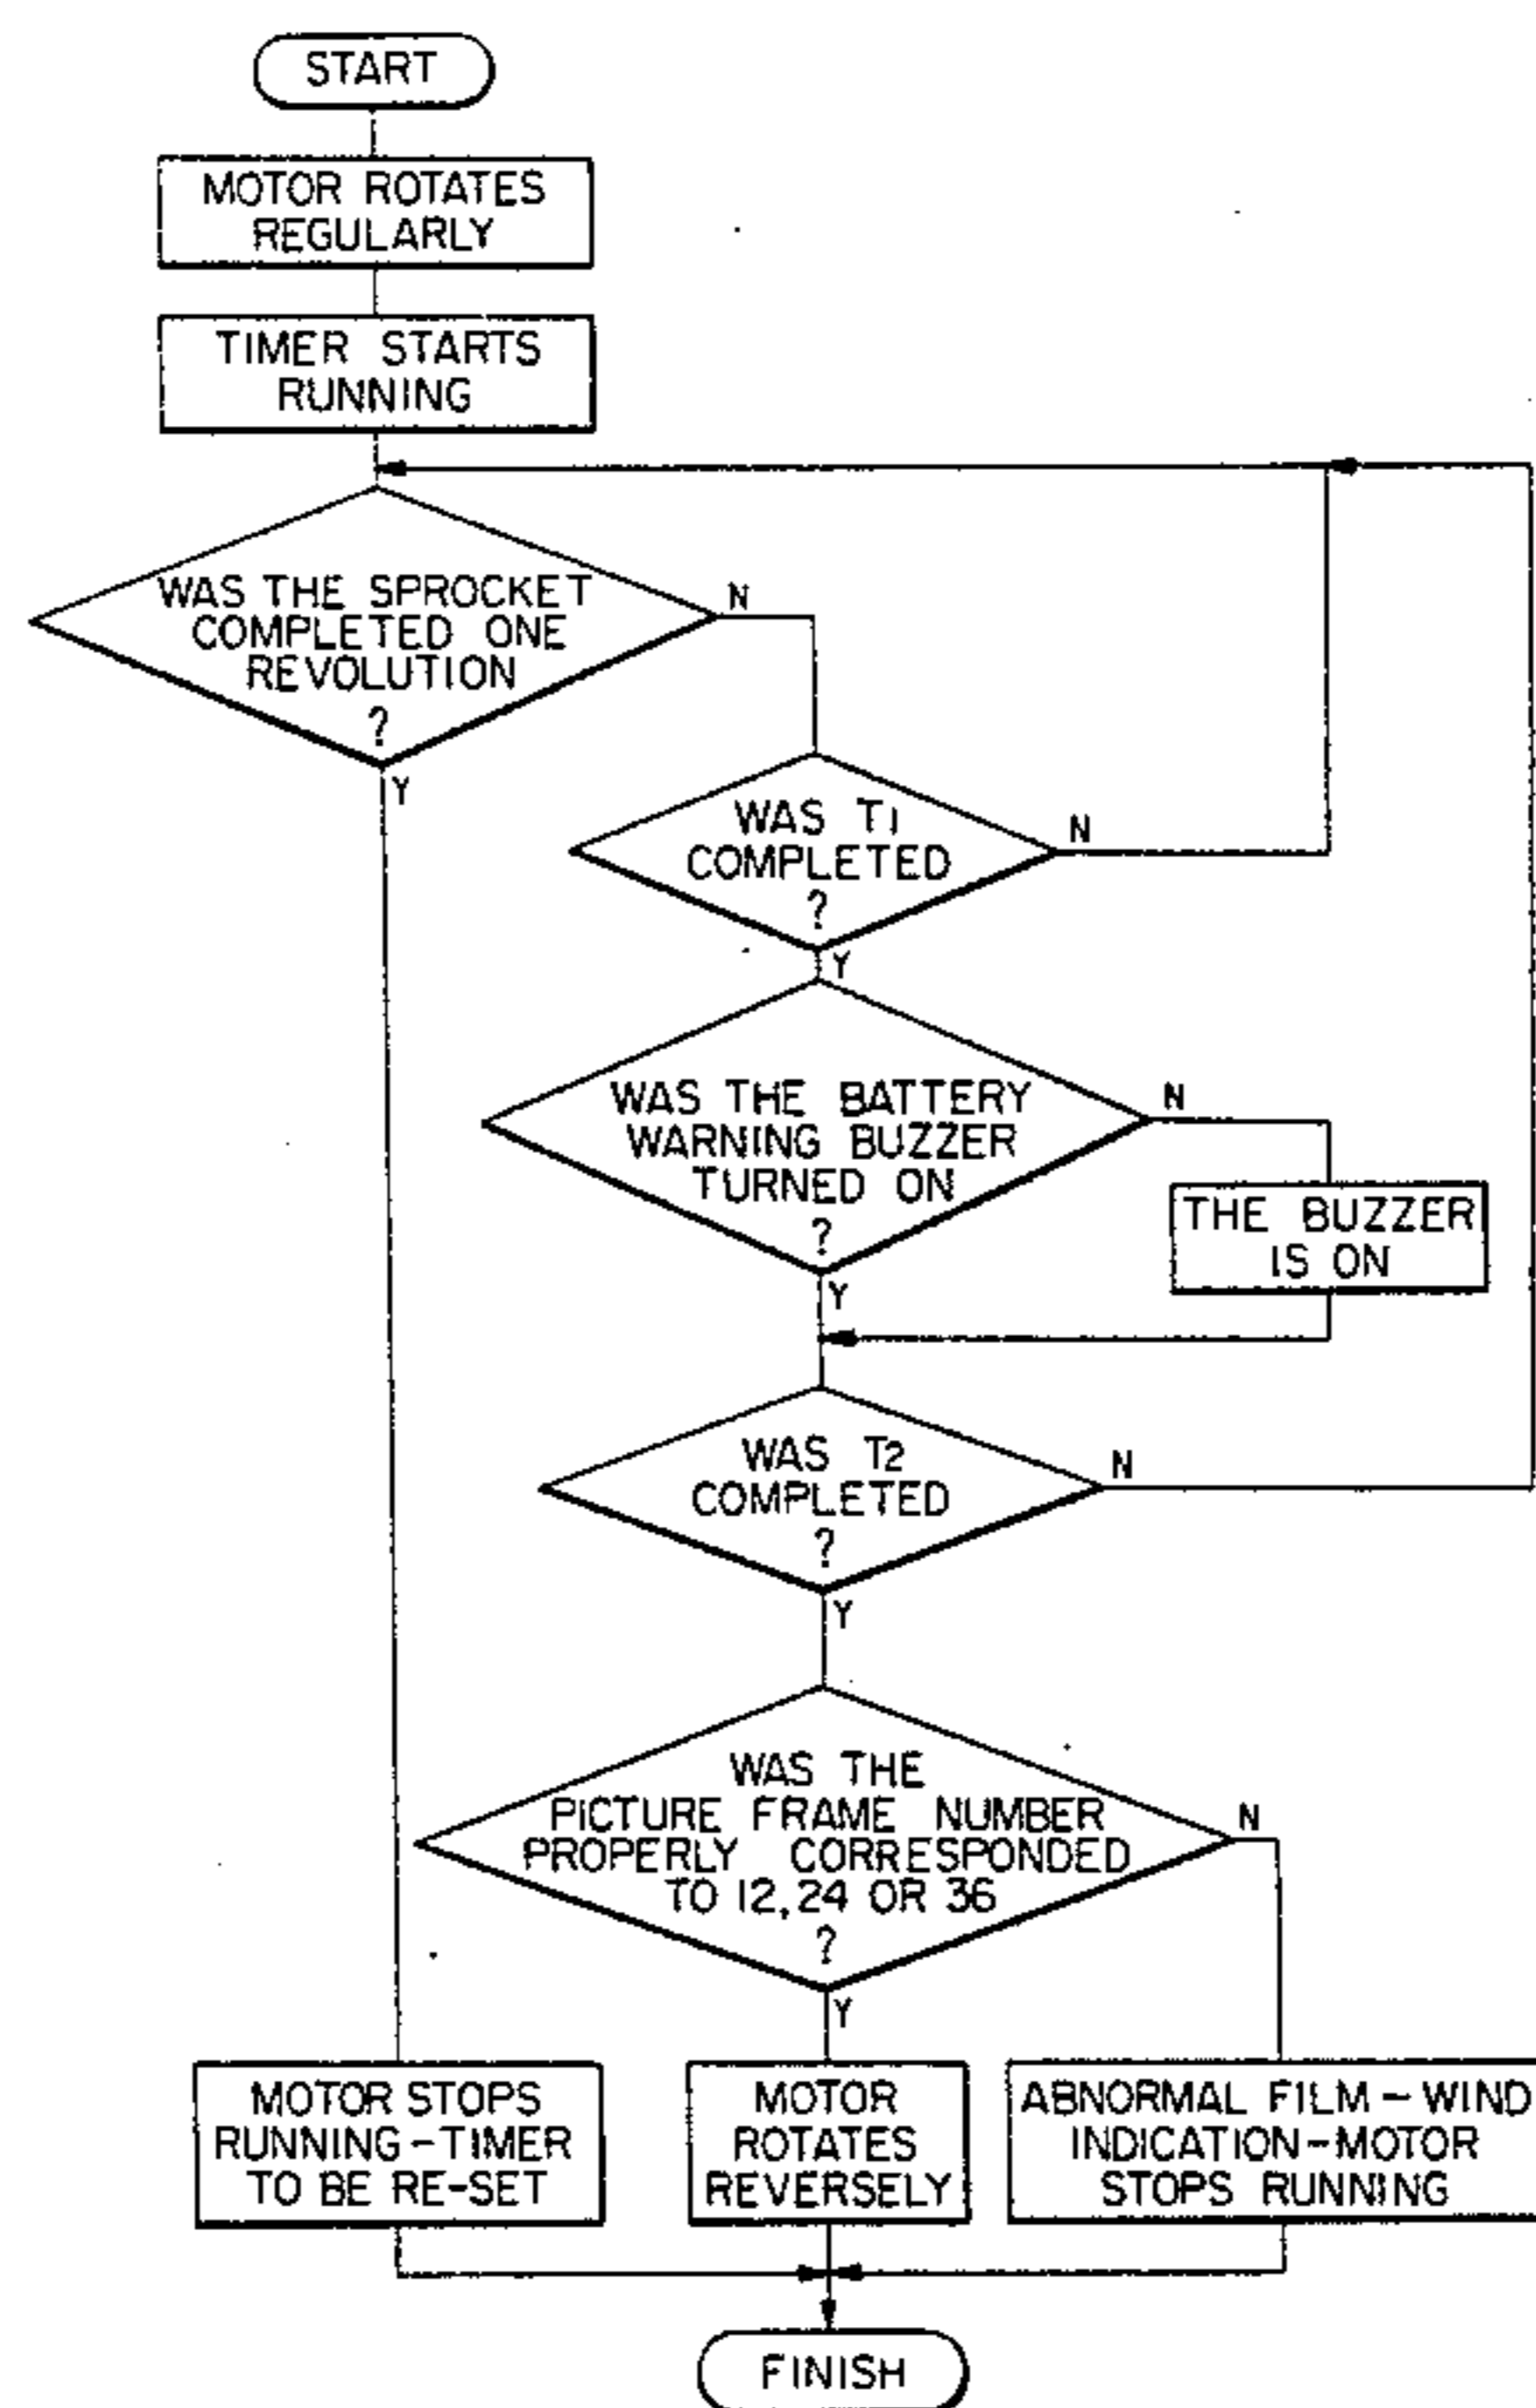 START
MOTOR ROTATES
REGULARLY
TIMER STARTS
RUNNING
WAS THE SPROCKET
COMPLETED ONE
REVOLUTION
?
N
Y
WAS T1
COMPLETED
?
N
Y
WAS THE BATTERY
WARNING BUZZER
TURNED ON
?
N
Y
THE BUZZER
IS ON
WAS T2
COMPLETED
?
N
Y
WAS THE
PICTURE FRAME NUMBER
PROPERLY CORRESPONDED
TO 12,24 OR 36
?
N
Y
MOTOR STOPS
RUNNING-TIMER
TO BE RE-SET
MOTOR
ROTATES
REVERSELY
ABNORMAL FILM-WIND
INDICATION-MOTOR
STOPS RUNNING
FINISH